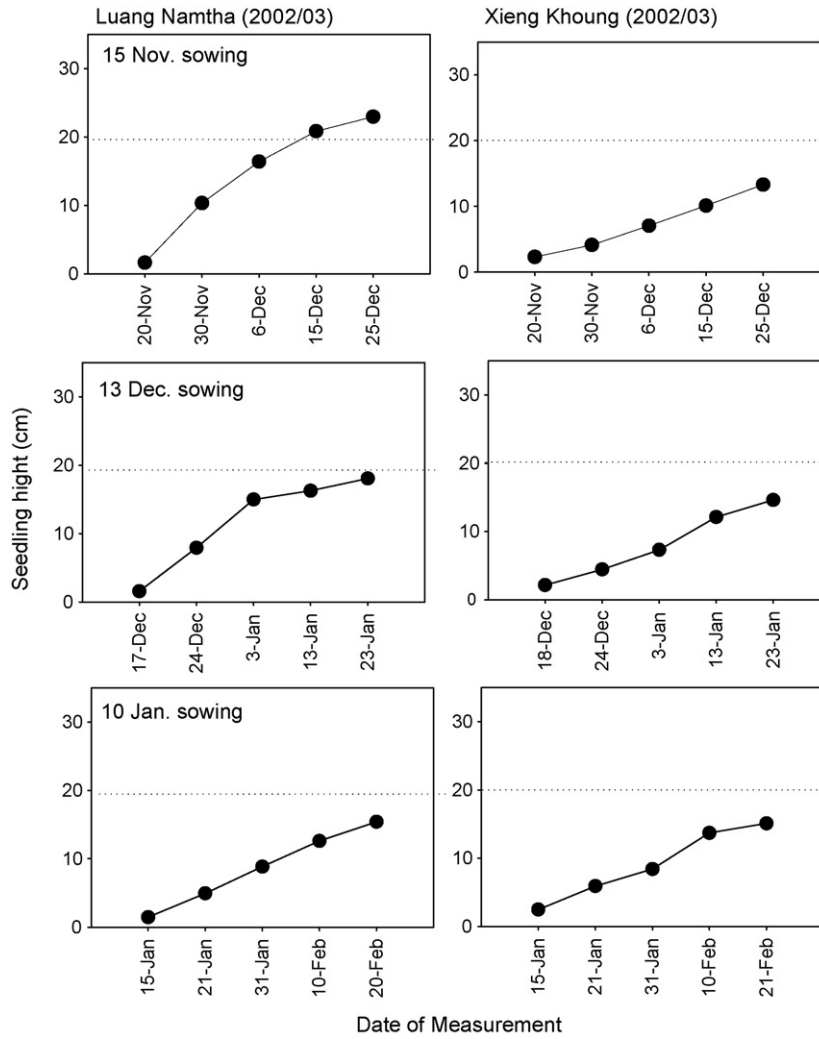 Luang Namtha (2002/03)
Xieng Khoung (2002/03)
15 Nov. sowing
30
20
10
0
20-Nov
30-Nov
6-Dec
15-Dec
25-Dec
30
20
10
0
20-Nov
30-Nov
6-Dec
15-Dec
25-Dec
Seedling hight (cm)
13 Dec. sowing
30
20
10
0
17-Dec
24-Dec
3-Jan
13-Jan
23-Jan
30
20
10
0
18-Dec
24-Dec
3-Jan
13-Jan
23-Jan
10 Jan. sowing
30
20
10
0
15-Jan
21-Jan
31-Jan
10-Feb
20-Feb
30
20
10
0
15-Jan
21-Jan
31-Jan
10-Feb
21-Feb
Date of Measurement